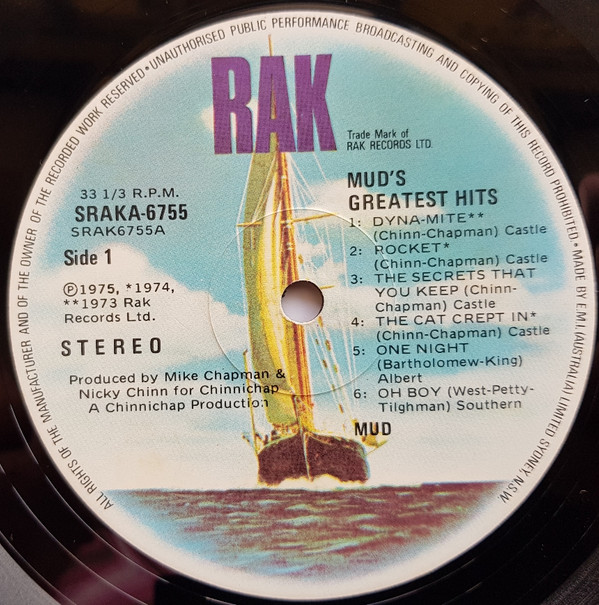 ALL RIGHTS OF THE MANUFACTURER AND OF THE OWNER OF THE RECORDED WORK RESERVED • UNAUTHORISED PUBLIC PERFORMANCE BROADCASTING AND COPYING OF THIS RECORD PROHIBITED. • MADE BY E.M.I. (AUSTRALIA) LIMITED SYDNEY, N.S.W.
RAK
Trade Mark of
RAK RECORDS LTD.
33 1/3 R.P.M.
SRAKA-6755
SRAK6755A
Side 1
℗1975, *1974,
**1973 Rak
Records Ltd.
STEREO
Produced by Mike Chapman &
Nicky Chinn for Chinnichap
A Chinnichap Production
MUD'S
GREATEST HITS
1: DYNA-MITE**
(Chinn-Chapman) Castle
2: ROCKET*
(Chinn-Chapman) Castle
3: THE SECRETS THAT
YOU KEEP (Chinn-
Chapman) Castle
4: THE CAT CREPT IN*
(Chinn-Chapman) Castle
5: ONE NIGHT
(Bartholomew-King)
Albert
6: OH BOY (West-Petty-
Tilghman) Southern
MUD